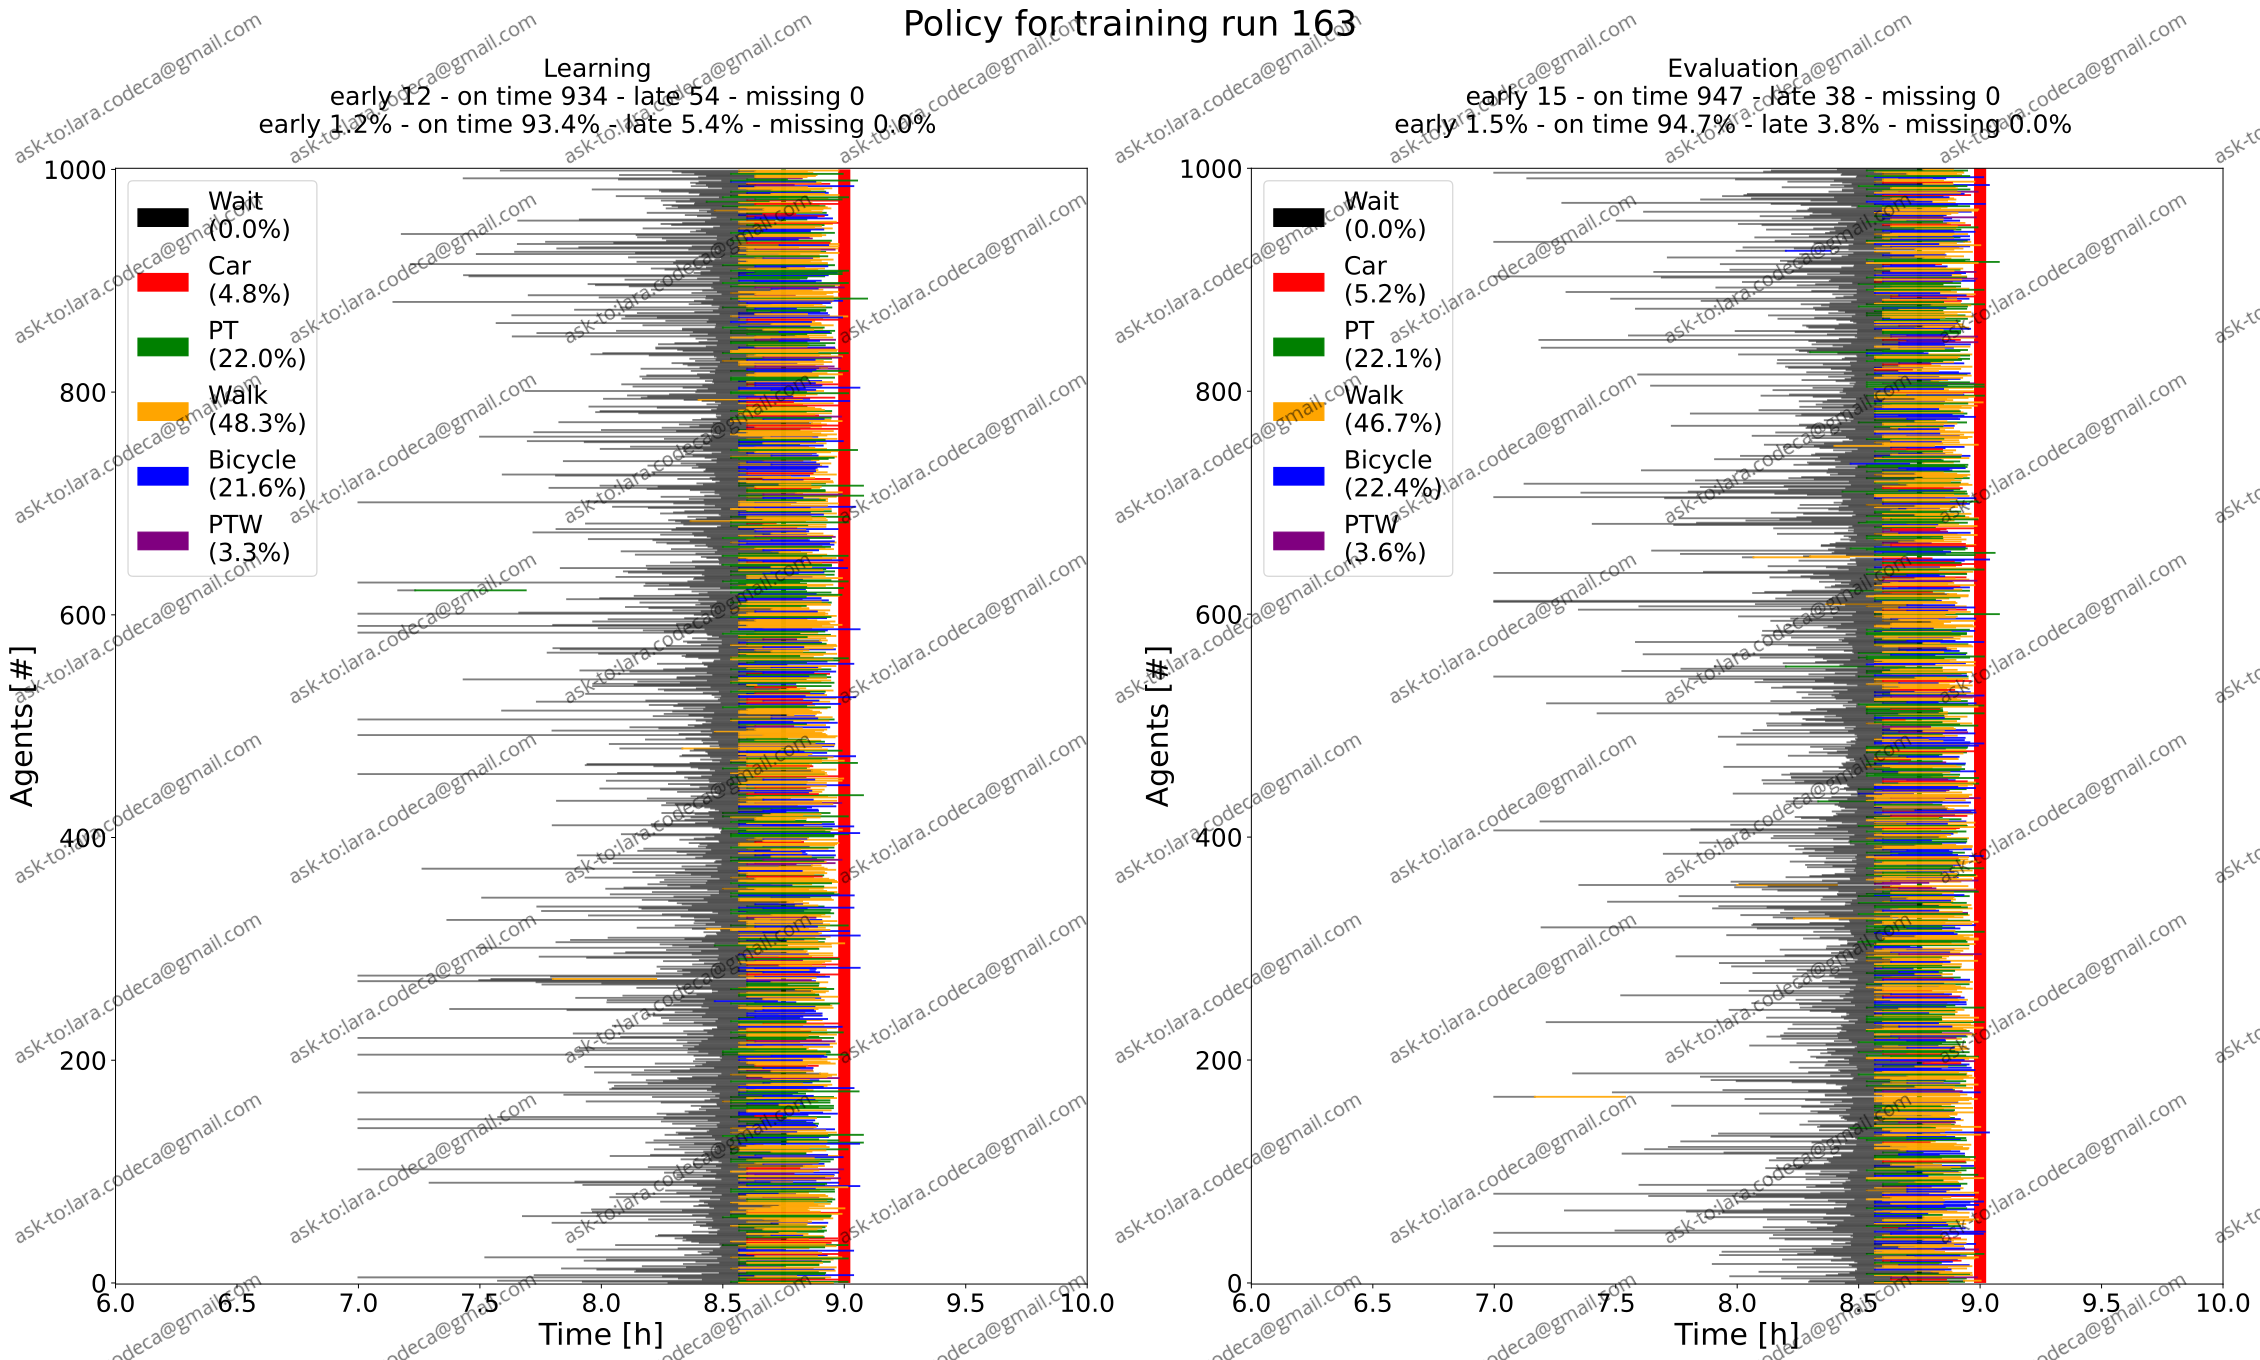 Policy for training run 163
Learning
early 12 - on time 934 - late 54 - missing 0
early 1.2% - on time 93.4% - late 5.4% - missing 0.0%
Wait
(0.0%)
Car
(4.8%)
PT
(22.0%)
Walk
(48.3%)
Bicycle
(21.6%)
PTW
(3.3%)
1000
800
600
400
200
0
Agents [#]
6.0 6.5 7.0 7.5 8.0 8.5 9.0 9.5 10.0
Time [h]
Evaluation
early 15 - on time 947 - late 38 - missing 0
early 1.5% - on time 94.7% - late 3.8% - missing 0.0%
Wait
(0.0%)
Car
(5.2%)
PT
(22.1%)
Walk
(46.7%)
Bicycle
(22.4%)
PTW
(3.6%)
1000
800
600
400
200
0
Agents [#]
6.0 6.5 7.0 7.5 8.0 8.5 9.0 9.5 10.0
Time [h]
ask-to:lara.codeca@gmail.com